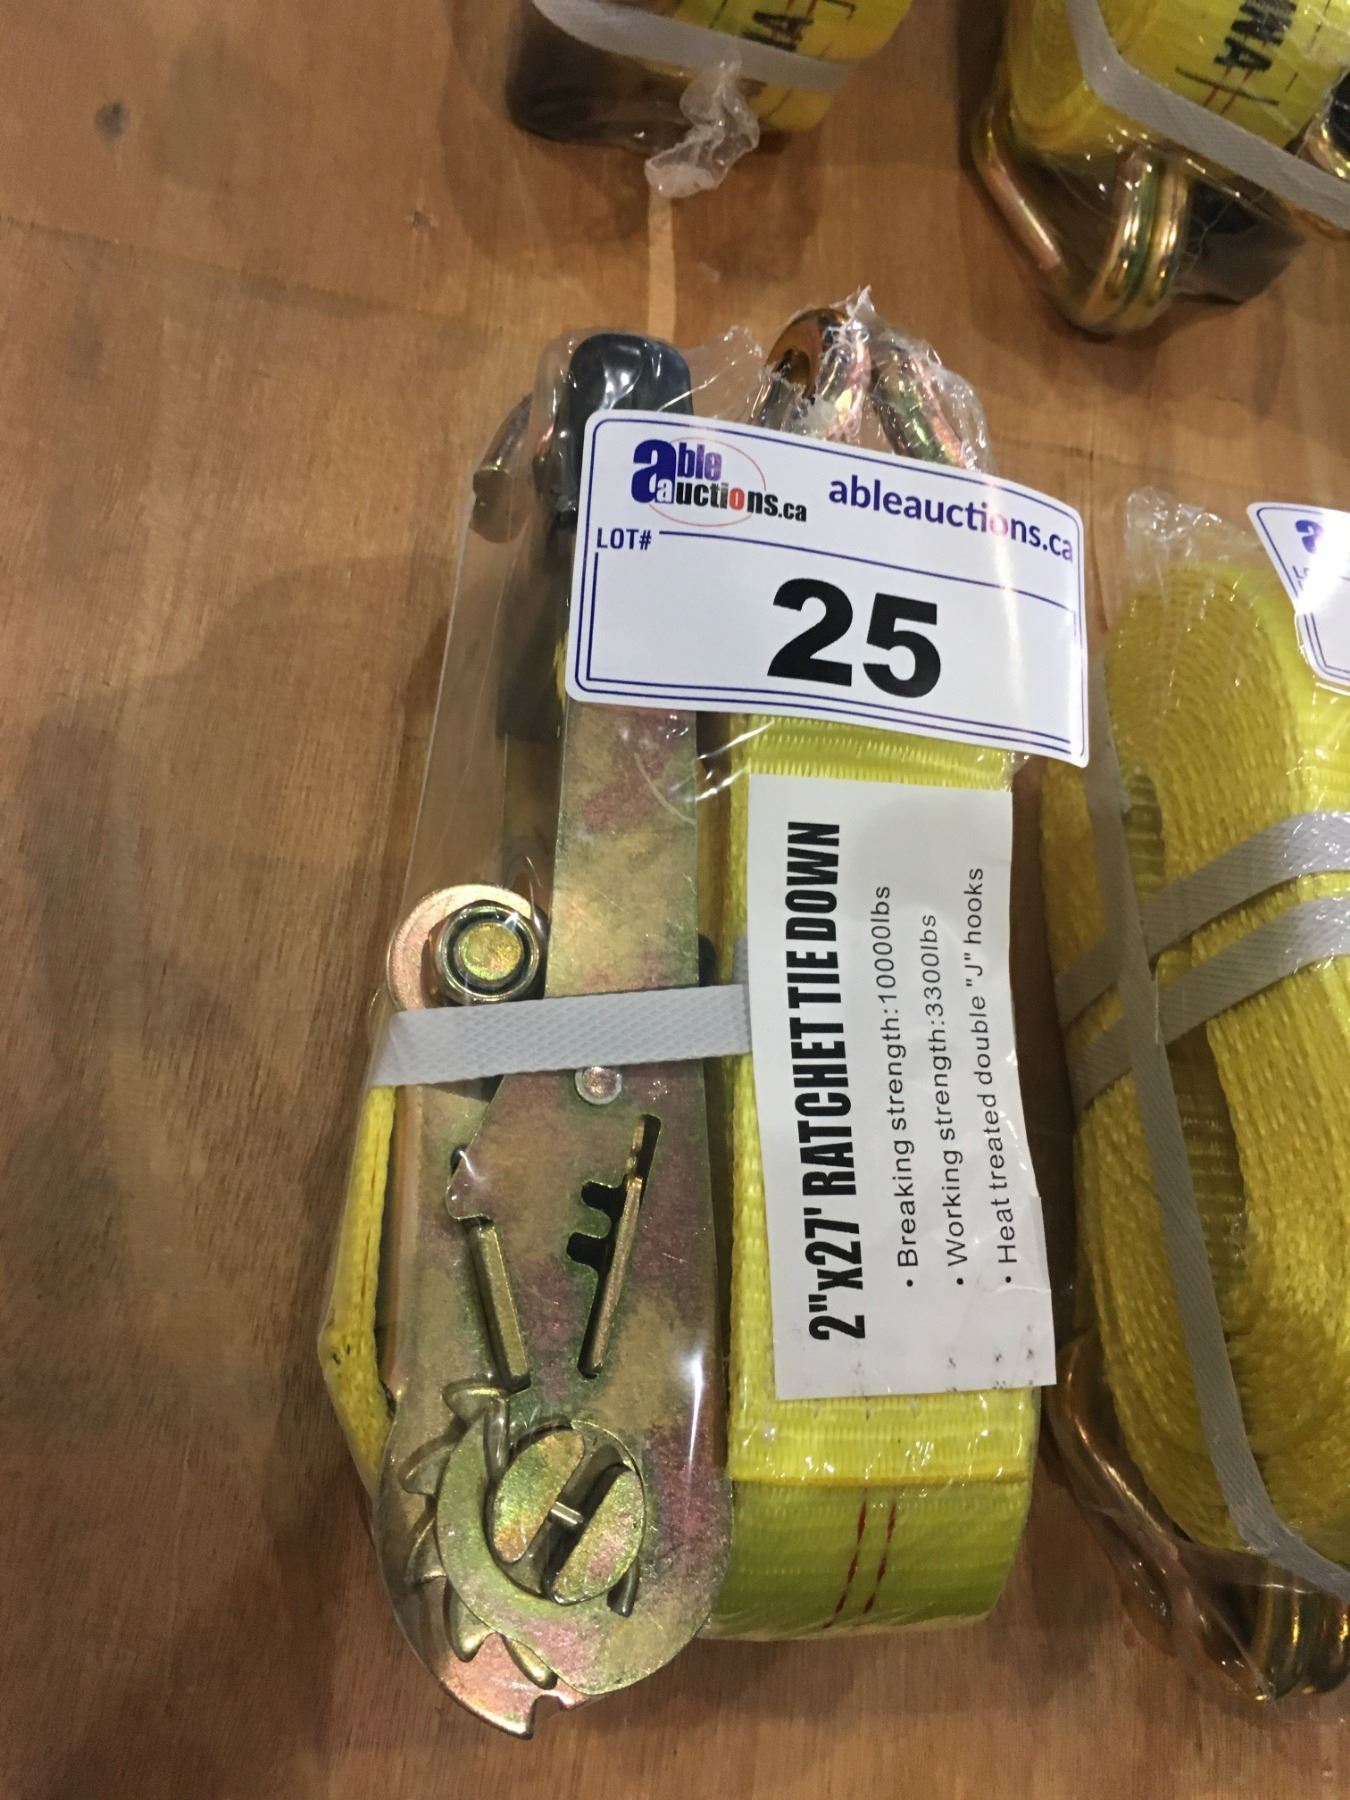 able
auctions.ca
ableauctions.ca
LOT#
25
2"x27' RATCHET TIE DOWN
• Breaking strength:10000lbs
• Working strength:3300lbs
• Heat treated double "J" hooks